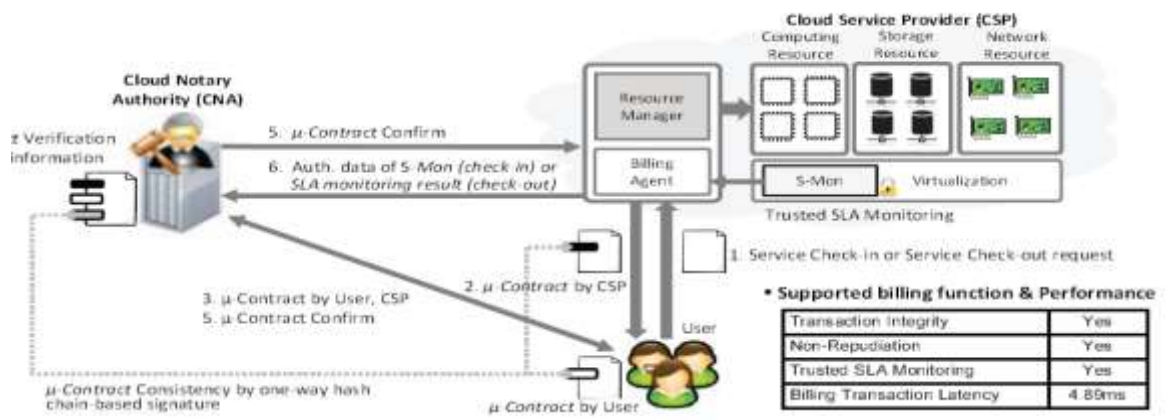 Cloud Service Provider (CSP)
Computing
Resource
Storage
Resource
Network
Resource
Cloud Notary
Authority (CNA)
Resource
Manager
z Verification
information
5. μ-Contract Confirm
6. Auth. data of S-Mon (check in) or
SLA monitoring result (check-out)
Billing
Agent
S-Mon
Virtualization
Trusted SLA Monitoring
1. Service Check-in or Service Check-out request
2. μ-Contract by CSP
3. μ-Contract by User, CSP
5. μ-Contract Confirm
User
μ-Contract Consistency by one-way hash
chain-based signature
μ Contract by User
• Supported billing function & Performance
Transaction Integrity Yes
Non-Repudiation Yes
Trusted SLA Monitoring Yes
Billing Transaction Latency 4.89ms